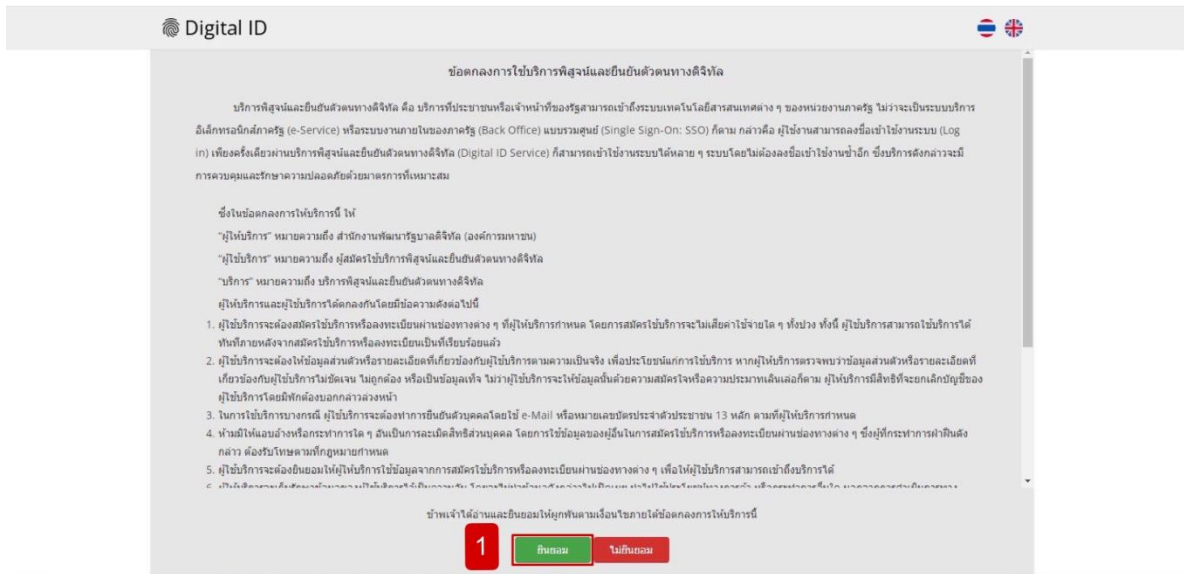 Digital ID
ข้อตกลงการใช้บริการพิสูจน์และยืนยันตัวตนทางดิจิทัล
บริการพิสูจน์และยืนยันตัวตนทางดิจิทัล คือ บริการที่ประชาชนหรือเจ้าหน้าที่ของรัฐสามารถเข้าถึงระบบเทคโนโลยีสารสนเทศต่าง ๆ ของหน่วยงานภาครัฐ ไม่ว่าจะเป็นระบบบริการ
อิเล็กทรอนิกส์ภาครัฐ (e-Service) หรือระบบงานภายในของภาครัฐ (Back Office) แบบรวมศูนย์ (Single Sign-On: SSO) ก็ตาม กล่าวคือ ผู้ใช้งานสามารถลงชื่อเข้าใช้งานระบบ (Log
in) เพียงครั้งเดียวผ่านบริการพิสูจน์และยืนยันตัวตนทางดิจิทัล (Digital ID Service) ก็สามารถเข้าใช้งานระบบได้หลาย ๆ ระบบโดยไม่ต้องลงชื่อเข้าใช้งานซ้ำอีก ซึ่งบริการดังกล่าวจะมี
การควบคุมและรักษาความปลอดภัยด้วยมาตรการที่เหมาะสม
ซึ่งในข้อตกลงการให้บริการนี้ ให้
"ผู้ให้บริการ" หมายความถึง สำนักงานพัฒนารัฐบาลดิจิทัล (องค์การมหาชน)
"ผู้ใช้บริการ" หมายความถึง ผู้สมัครใช้บริการพิสูจน์และยืนยันตัวตนทางดิจิทัล
"บริการ" หมายความถึง บริการพิสูจน์และยืนยันตัวตนทางดิจิทัล
ผู้ให้บริการและผู้ใช้บริการได้ตกลงกันโดยมีข้อความดังต่อไปนี้
1. ผู้ใช้บริการจะต้องสมัครใช้บริการหรือลงทะเบียนผ่านช่องทางต่าง ๆ ที่ผู้ให้บริการกำหนด โดยการสมัครใช้บริการจะไม่เสียค่าใช้จ่ายใด ๆ ทั้งปวง ทั้งนี้ ผู้ใช้บริการสามารถใช้บริการได้
ทันทีภายหลังจากสมัครใช้บริการหรือลงทะเบียนเป็นที่เรียบร้อยแล้ว
2. ผู้ใช้บริการจะต้องให้ข้อมูลส่วนตัวหรือรายละเอียดที่เกี่ยวข้องกับผู้ใช้บริการตามความเป็นจริง เพื่อประโยชน์แก่การใช้บริการ หากผู้ให้บริการตรวจพบว่าข้อมูลส่วนตัวหรือรายละเอียดที่
เกี่ยวข้องกับผู้ใช้บริการไม่ชัดเจน ไม่ถูกต้อง หรือเป็นข้อมูลเท็จ ไม่ว่าผู้ใช้บริการจะให้ข้อมูลนั้นด้วยความสมัครใจหรือความประมาทเลินเล่อก็ตาม ผู้ให้บริการมีสิทธิที่จะยกเลิกบัญชีของ
ผู้ใช้บริการโดยมิพักต้องบอกกล่าวล่วงหน้า
3. ในการใช้บริการบางกรณี ผู้ใช้บริการจะต้องทำการยืนยันตัวบุคคลโดยใช้ e-Mail หรือหมายเลขบัตรประจำตัวประชาชน 13 หลัก ตามที่ผู้ให้บริการกำหนด
4. ห้ามมิให้แอบอ้างหรือกระทำการใด ๆ อันเป็นการละเมิดสิทธิส่วนบุคคล โดยการใช้ข้อมูลของผู้อื่นในการสมัครใช้บริการหรือลงทะเบียนผ่านช่องทางต่าง ๆ ซึ่งผู้ที่กระทำการฝ่าฝืนดัง
กล่าว ต้องรับโทษตามที่กฎหมายกำหนด
5. ผู้ใช้บริการจะต้องยินยอมให้ผู้ให้บริการใช้ข้อมูลจากการสมัครใช้บริการหรือลงทะเบียนผ่านช่องทางต่าง ๆ เพื่อให้ผู้ใช้บริการสามารถเข้าถึงบริการได้
ข้าพเจ้าได้อ่านและยินยอมให้ผูกพันตามเงื่อนไขภายใต้ข้อตกลงการให้บริการนี้
1 ยินยอม ไม่ยินยอม